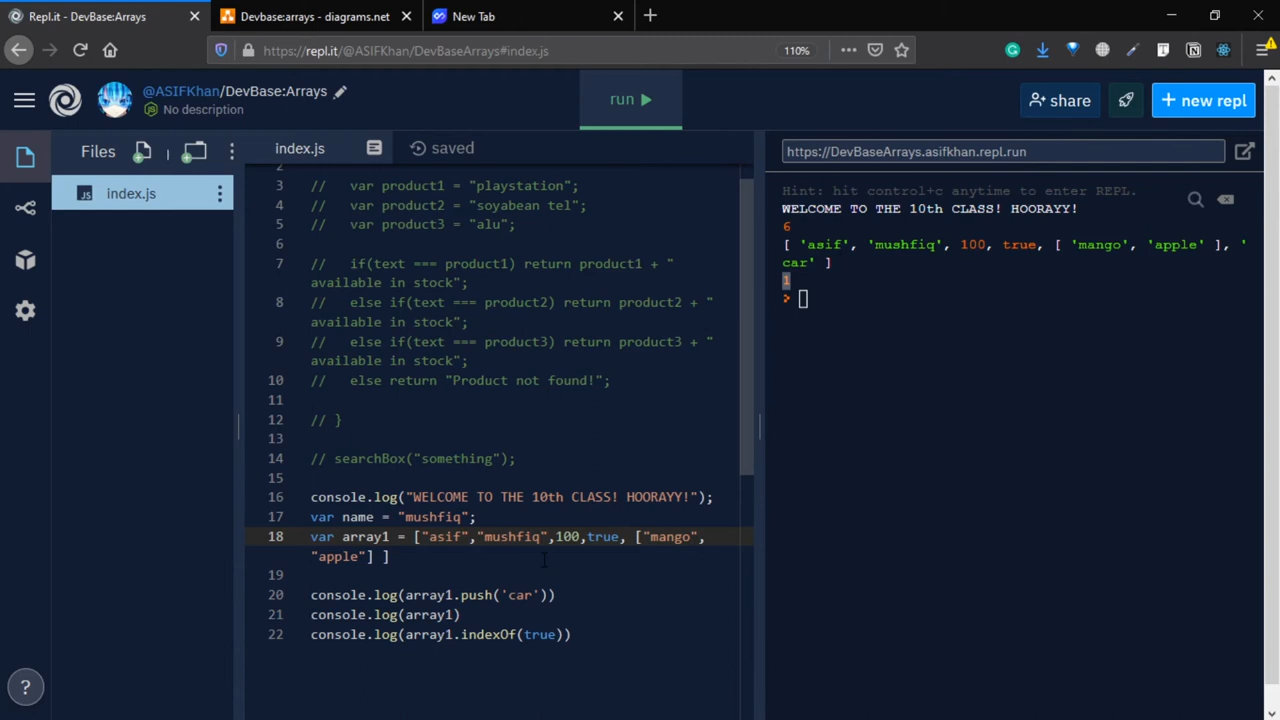 Repl.it - DevBase:Arrays
Devbase:arrays - diagrams.net
New Tab
https://repl.it/@ASIFKhan/DevBaseArrays#index.js
110%
@ASIFKhan/DevBase:Arrays
No description
run
share
new repl
Files
index.js
index.js
saved
https://DevBaseArrays.asifkhan.repl.run
2
3 // var product1 = "playstation";
4 // var product2 = "soyabean tel";
5 // var product3 = "alu";
6
7 // if(text === product1) return product1 + "
available in stock";
8 // else if(text === product2) return product2 + "
available in stock";
9 // else if(text === product3) return product3 + "
available in stock";
10 // else return "Product not found!";
11
12 // }
13
14 // searchBox("something");
15
16 console.log("WELCOME TO THE 10th CLASS! HOORAYY!");
17 var name = "mushfiq";
18 var array1 = ["asif","mushfiq",100,true, ["mango",
"apple"] ]
19
20 console.log(array1.push('car'))
21 console.log(array1)
22 console.log(array1.indexOf(true))
Hint: hit control+c anytime to enter REPL.
WELCOME TO THE 10th CLASS! HOORAYY!
6
[ 'asif', 'mushfiq', 100, true, [ 'mango', 'apple' ], '
car' ]
1
>
?